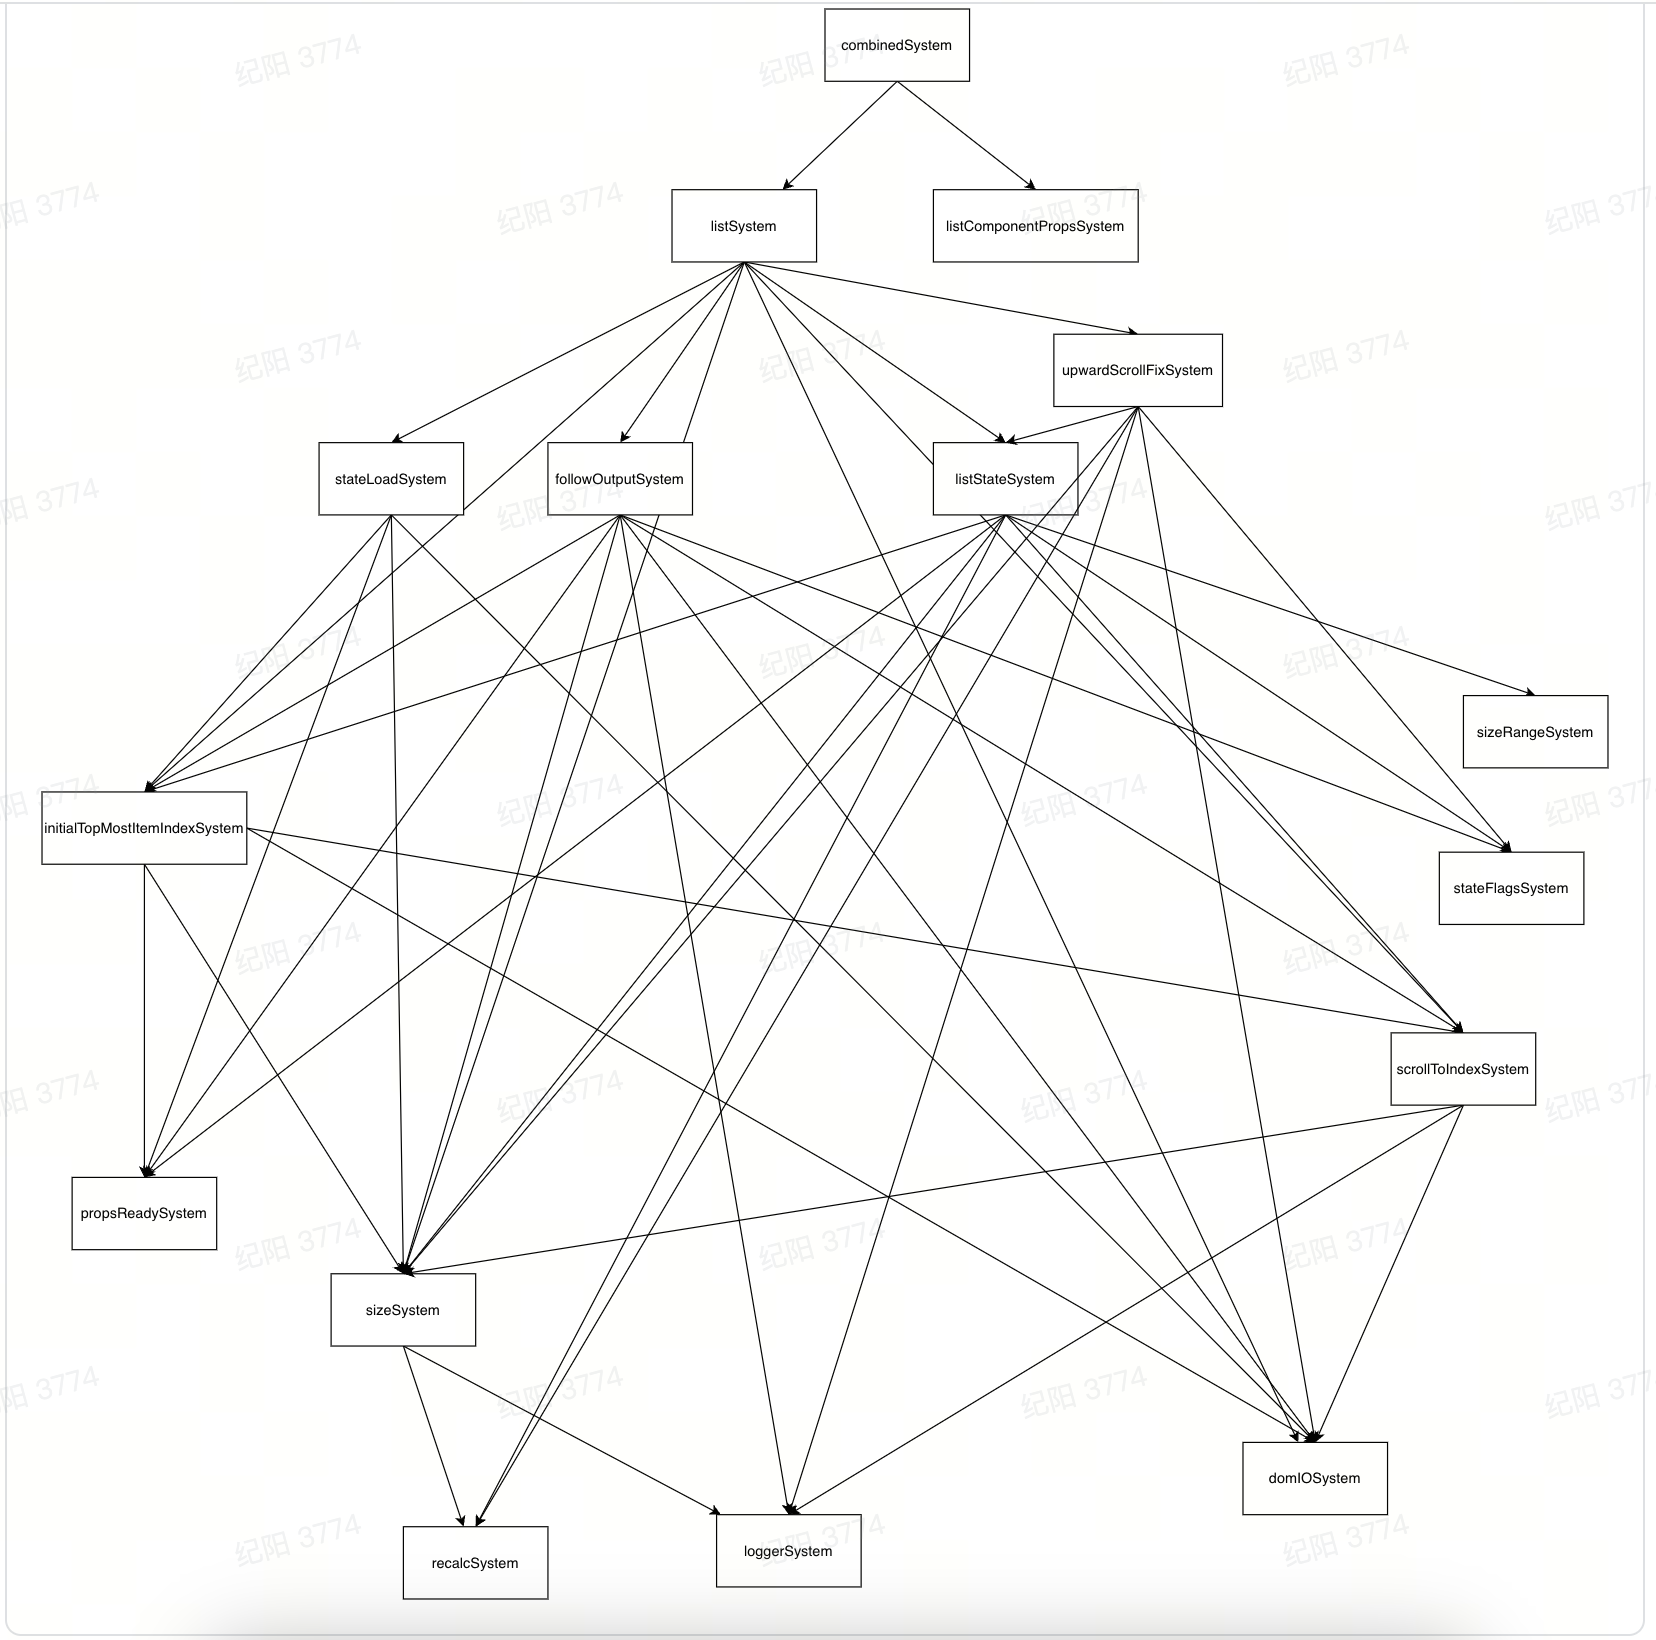 combinedSystem
listSystem
listComponentPropsSystem
upwardScrollFixSystem
stateLoadSystem
followOutputSystem
listStateSystem
sizeRangeSystem
initialTopMostItemIndexSystem
stateFlagsSystem
scrollToIndexSystem
propsReadySystem
sizeSystem
domIOSystem
loggerSystem
recalcSystem
纪阳 3774